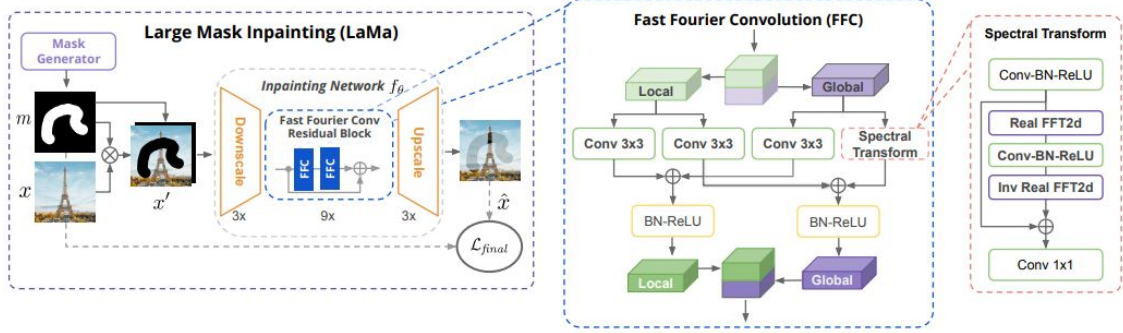 Large Mask Inpainting (LaMa)
Mask
Generator
m
x
x′
Inpainting Network f_θ
Downscale
Fast Fourier Conv
Residual Block
FFC
FFC
Upscale
3x
9x
3x
x̂
ℒ_final
Fast Fourier Convolution (FFC)
Local
Global
Conv 3x3
Conv 3x3
Conv 3x3
Spectral
Transform
BN-ReLU
BN-ReLU
Local
Global
Spectral Transform
Conv-BN-ReLU
Real FFT2d
Conv-BN-ReLU
Inv Real FFT2d
Conv 1x1